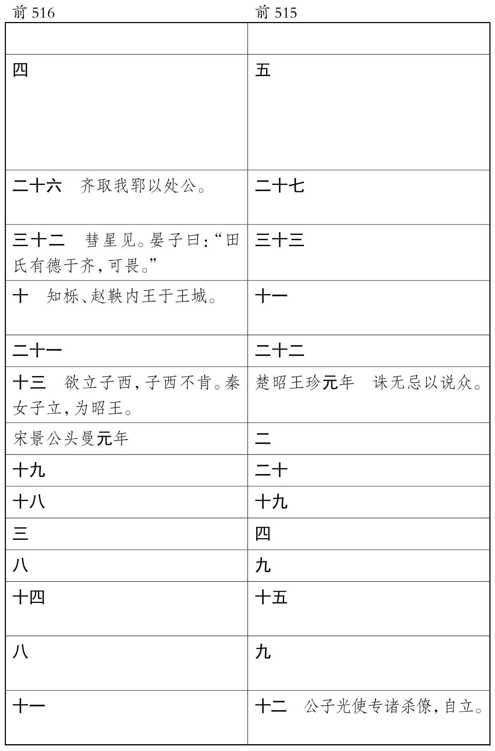 前 516 前 515
四 五
二十六 齐取我郓以处公。 二十七
三十二 彗星见。晏子曰：“田 三十三
氏有德于齐，可畏。”
十 知栎、赵鞅内王于王城。 十一
二十一 二十二
十三 欲立子西，子西不肯。秦 楚昭王珍元年 诛无忌以说众。
女子立，为昭王。
宋景公头曼元年 二
十九 二十
十八 十九
三 四
八 九
十四 十五
八 九
十一 十二 公子光使专诸杀僚，自立。